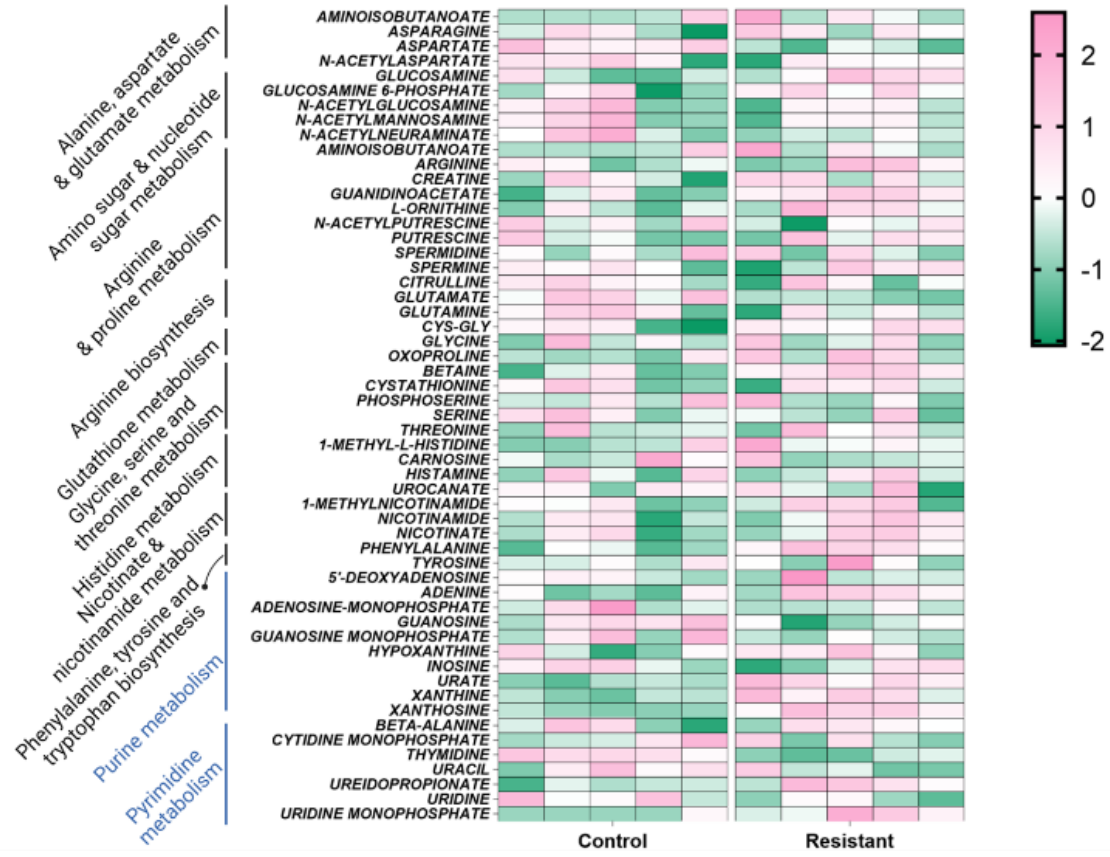 Alanine, aspartate
& glutamate metabolism
Amino sugar & nucleotide
sugar metabolism
Arginine
& proline metabolism
Arginine biosynthesis
Glutathione metabolism
Glycine, serine and
threonine metabolism
Histidine metabolism
Nicotinate &
nicotinamide metabolism
Phenylalanine, tyrosine and
tryptophan biosynthesis
Purine metabolism
Pyrimidine
metabolism
AMINOISOBUTANOATE
ASPARAGINE
ASPARTATE
N-ACETYLASPARTATE
GLUCOSAMINE
GLUCOSAMINE 6-PHOSPHATE
N-ACETYLGLUCOSAMINE
N-ACETYLMANNOSAMINE
N-ACETYLNEURAMINATE
AMINOISOBUTANOATE
ARGININE
CREATINE
GUANIDINOACETATE
L-ORNITHINE
N-ACETYLPUTRESCINE
PUTRESCINE
SPERMIDINE
SPERMINE
CITRULLINE
GLUTAMATE
GLUTAMINE
CYS-GLY
GLYCINE
OXOPROLINE
BETAINE
CYSTATHIONINE
PHOSPHOSERINE
SERINE
THREONINE
1-METHYL-L-HISTIDINE
CARNOSINE
HISTAMINE
UROCANATE
1-METHYLNICOTINAMIDE
NICOTINAMIDE
NICOTINATE
PHENYLALANINE
TYROSINE
5'-DEOXYADENOSINE
ADENINE
ADENOSINE-MONOPHOSPHATE
GUANOSINE
GUANOSINE MONOPHOSPHATE
HYPOXANTHINE
INOSINE
URATE
XANTHINE
XANTHOSINE
BETA-ALANINE
CYTIDINE MONOPHOSPHATE
THYMIDINE
URACIL
UREIDOPROPIONATE
URIDINE
URIDINE MONOPHOSPHATE
Control
Resistant
2
1
0
-1
-2